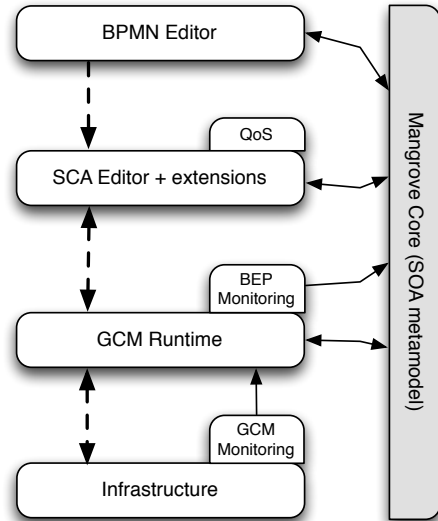 BPMN Editor
QoS
SCA Editor + extensions
BEP
Monitoring
GCM Runtime
GCM
Monitoring
Infrastructure
Mangrove Core (SOA metamodel)